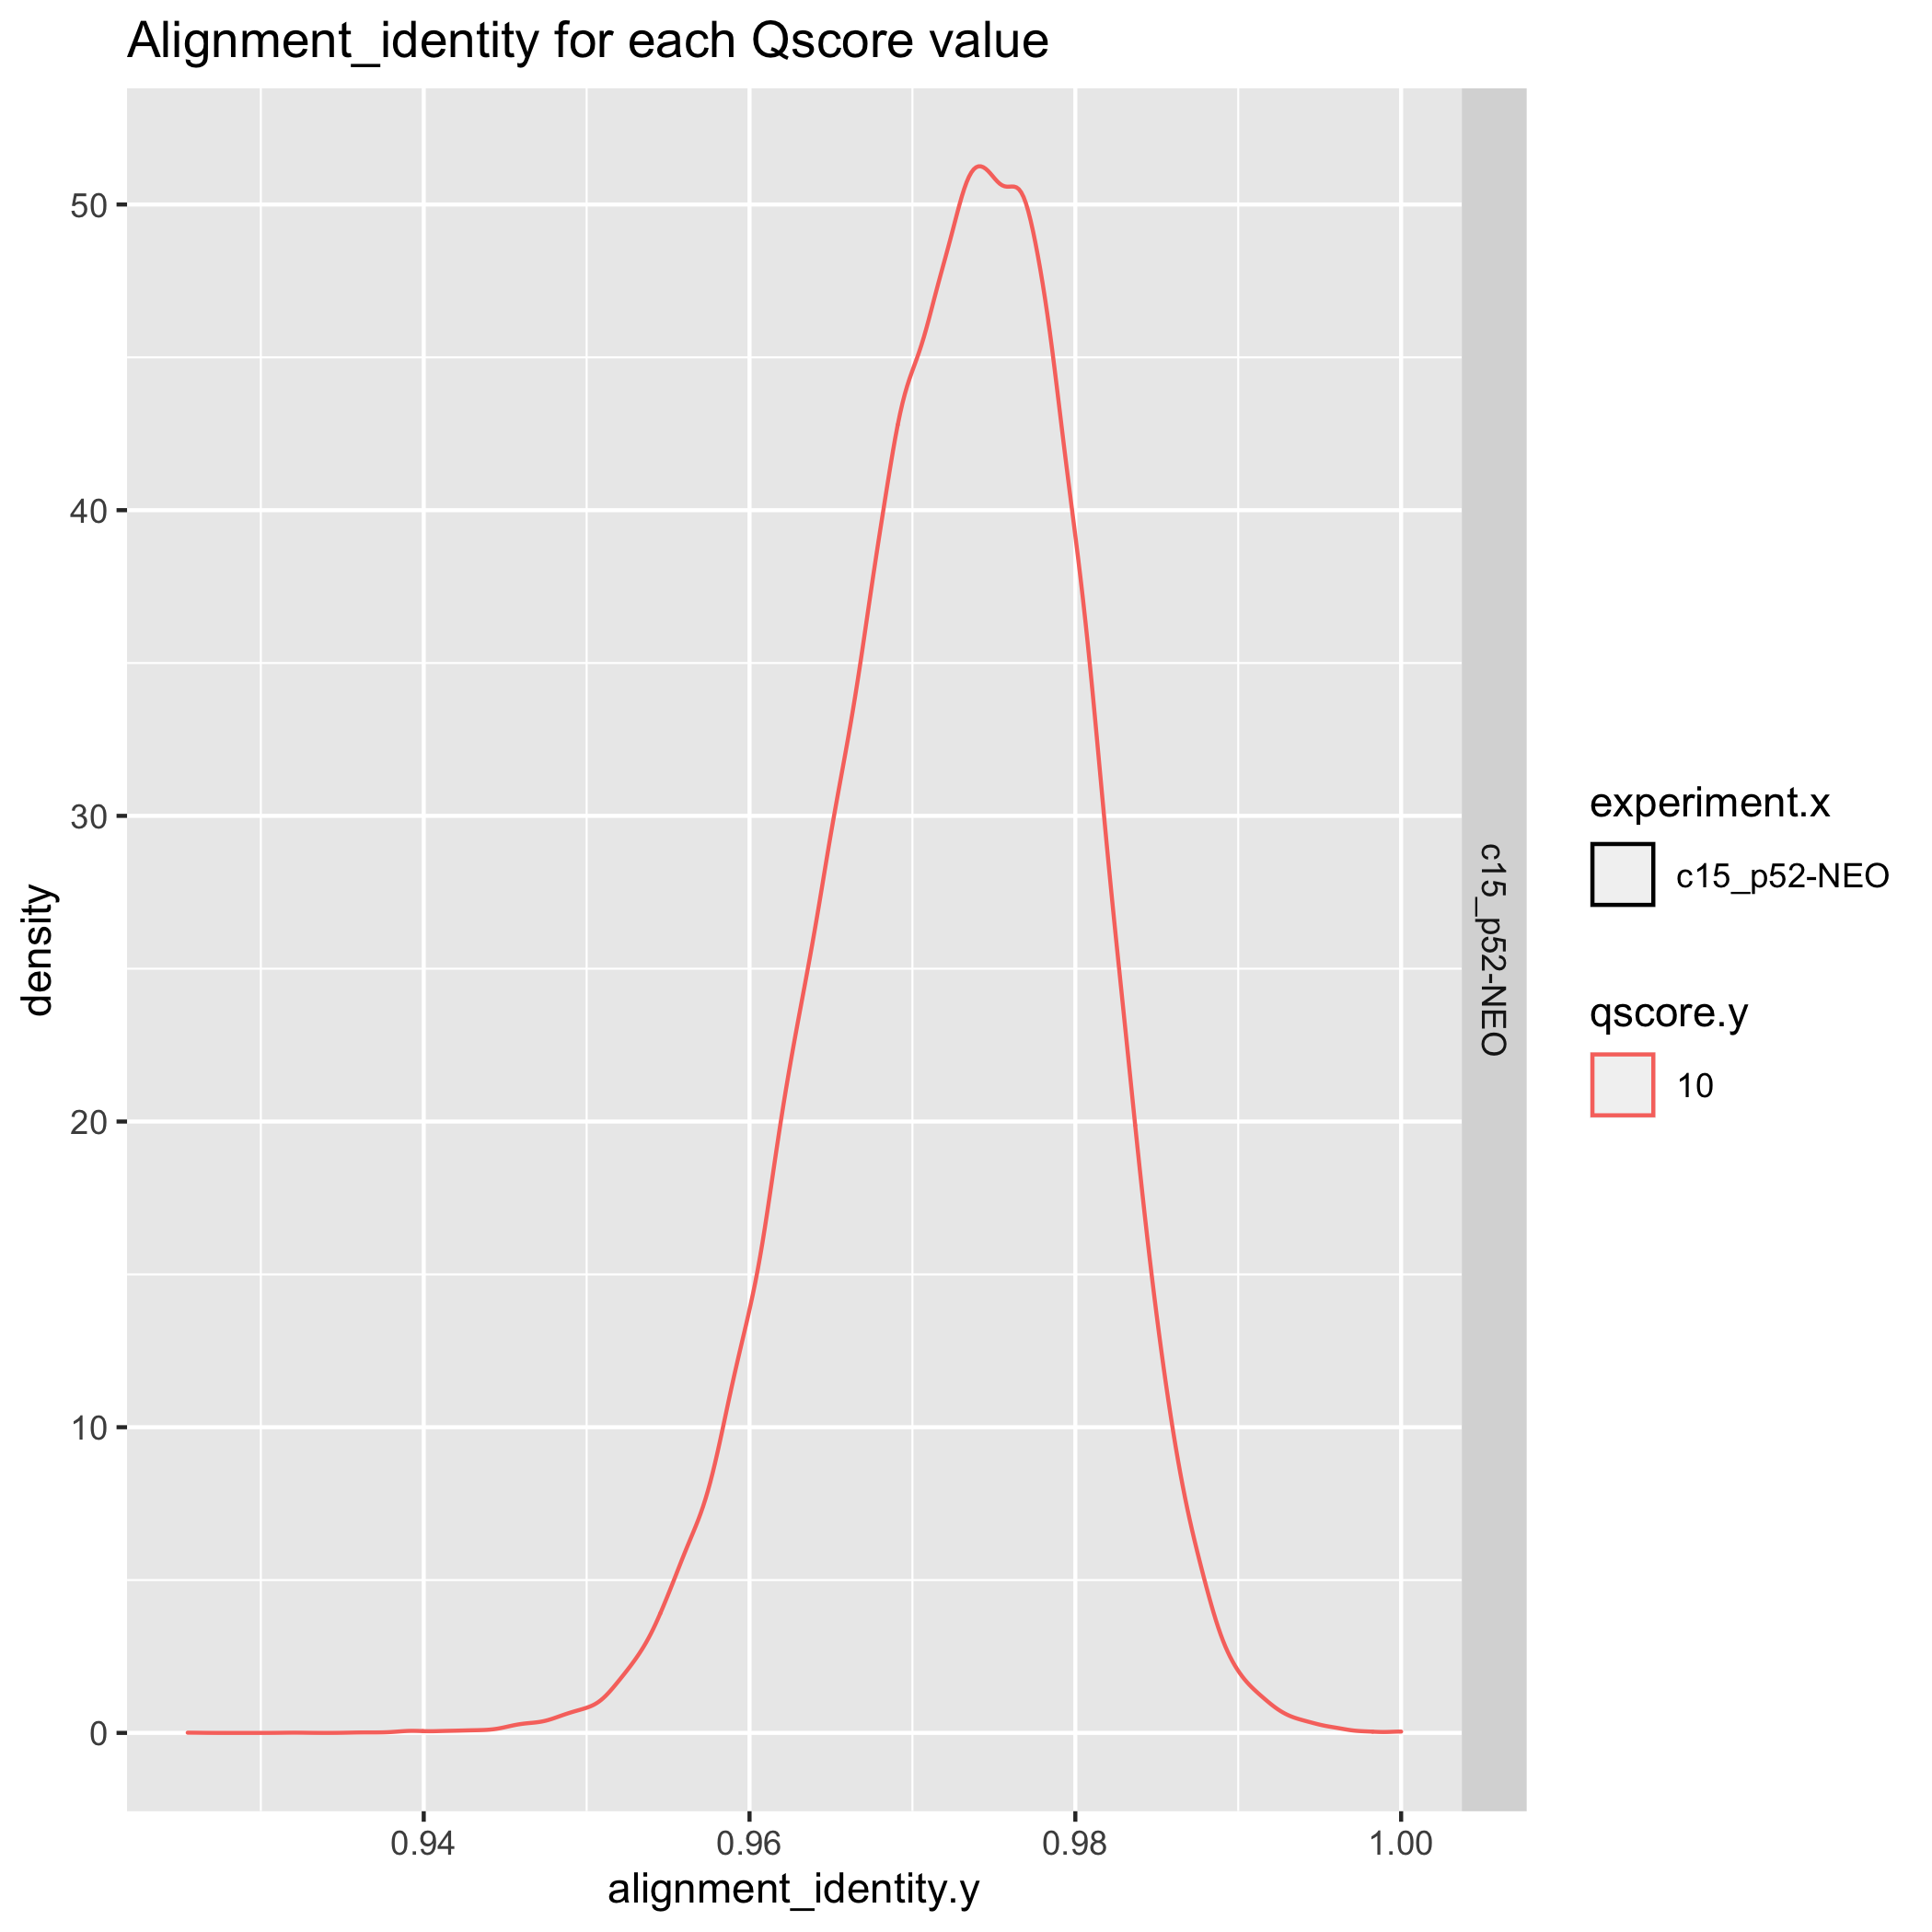 Alignment_identity for each Qscore value
density
50
40
30
20
10
0
0.94
0.96
0.98
1.00
alignment_identity.y
c15_p52-NEO
experiment.x
c15_p52-NEO
qscore.y
10